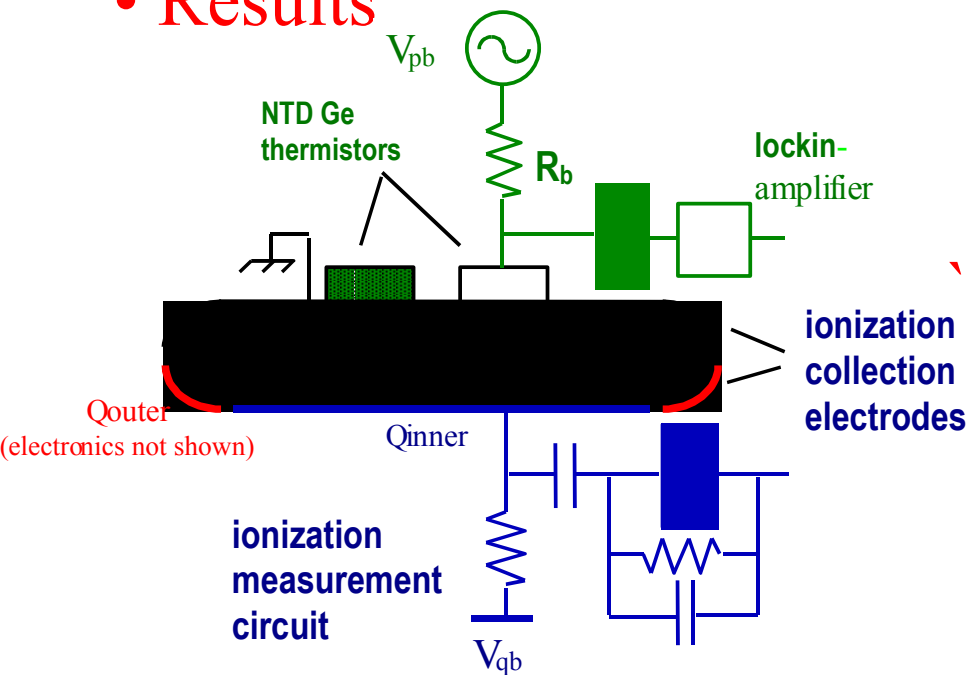 • Results
Vpb
NTD Ge
thermistors
Rb
lockin-
amplifier
ionization
collection
electrodes
Qouter
(electronics not shown)
Qinner
ionization
measurement
circuit
Vqb